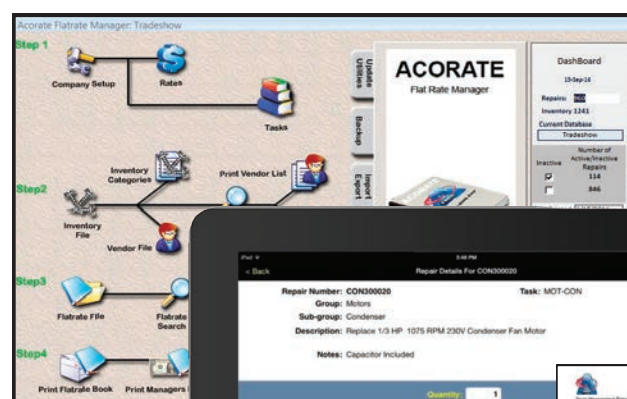 Acorate Flatrate Manager: Tradeshow
Step 1
Company Setup
Rates
Tasks
Update
Utilities
Backup
Import
Export
ACORATE
Flat Rate Manager
DashBoard
15-Sep-16
Repairs:
Inventory 1241
Current Database
Tradeshow
Number of
Inactive Active/Inactive
Repairs
114
846
Step2
Inventory
Categories
Print Vendor List
Inventory
File
Vendor File
Step3
Flatrate File
Flatrate
Search
Step4
Print Flatrate Book
Print Managers
iPad
3:48 PM
< Back
Repair Details For CON300020
Repair Number: CON300020
Task: MOT-CON
Group: Motors
Sub-group: Condenser
Description: Replace 1/3 HP 1075 RPM 230V Condenser Fan Motor
Notes: Capacitor Included
Quantity: 1